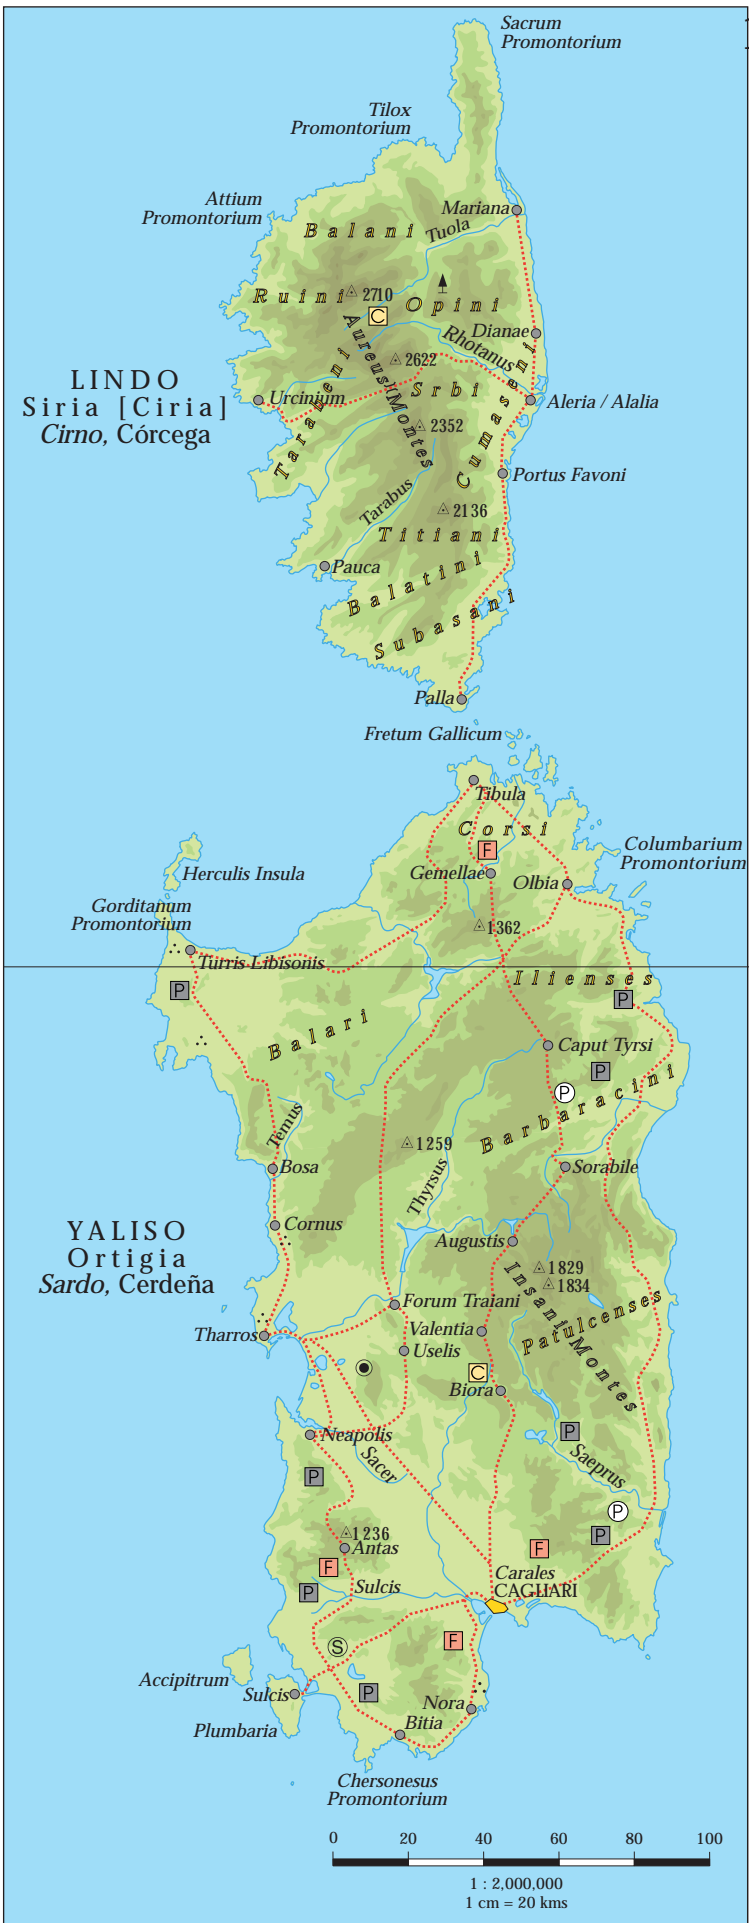 Sacrum
Promontorium
Tilox
Promontorium
Attium
Promontorium
Mariana
Balani
Tuola
Ruini
2710
Opini
C
Aureus Montes
Rhotanus
Dianae
2622
LINDO
Siria [Ciria]
Cirno, Córcega
Urcinium
Tarabeni
Srbi
Cumaseni
Aleria / Alalia
2352
Portus Favoni
Tarabus
2136
Titiani
Pauca
Balatini
Subasani
Palla
Fretum Gallicum
Tibula
Corsi
F
Columbarium
Promontorium
Herculis Insula
Gemellae
Olbia
Gorditanum
Promontorium
1362
Turris Libisonis
Ilienses
P
P
Balari
Caput Tyrsi
P
P
Barbaracini
Temus
1259
Thyrsus
Bosa
Sorabile
YALISO
Ortigia
Sardo, Cerdeña
Cornus
Augustis
1829
1834
Insani Montes
Patulcenses
Forum Traiani
Tharros
Valentia
Uselis
C
Biora
Neapolis
Sacer
P
Saeprus
P
P
1236
Antas
F
P
F
P
Sulcis
Carales
CAGLIARI
S
F
Accipitrum
Sulcis
P
Nora
Plumbaria
Bitia
Chersonesus
Promontorium
0 20 40 60 80 100
1 : 2,000,000
1 cm = 20 kms